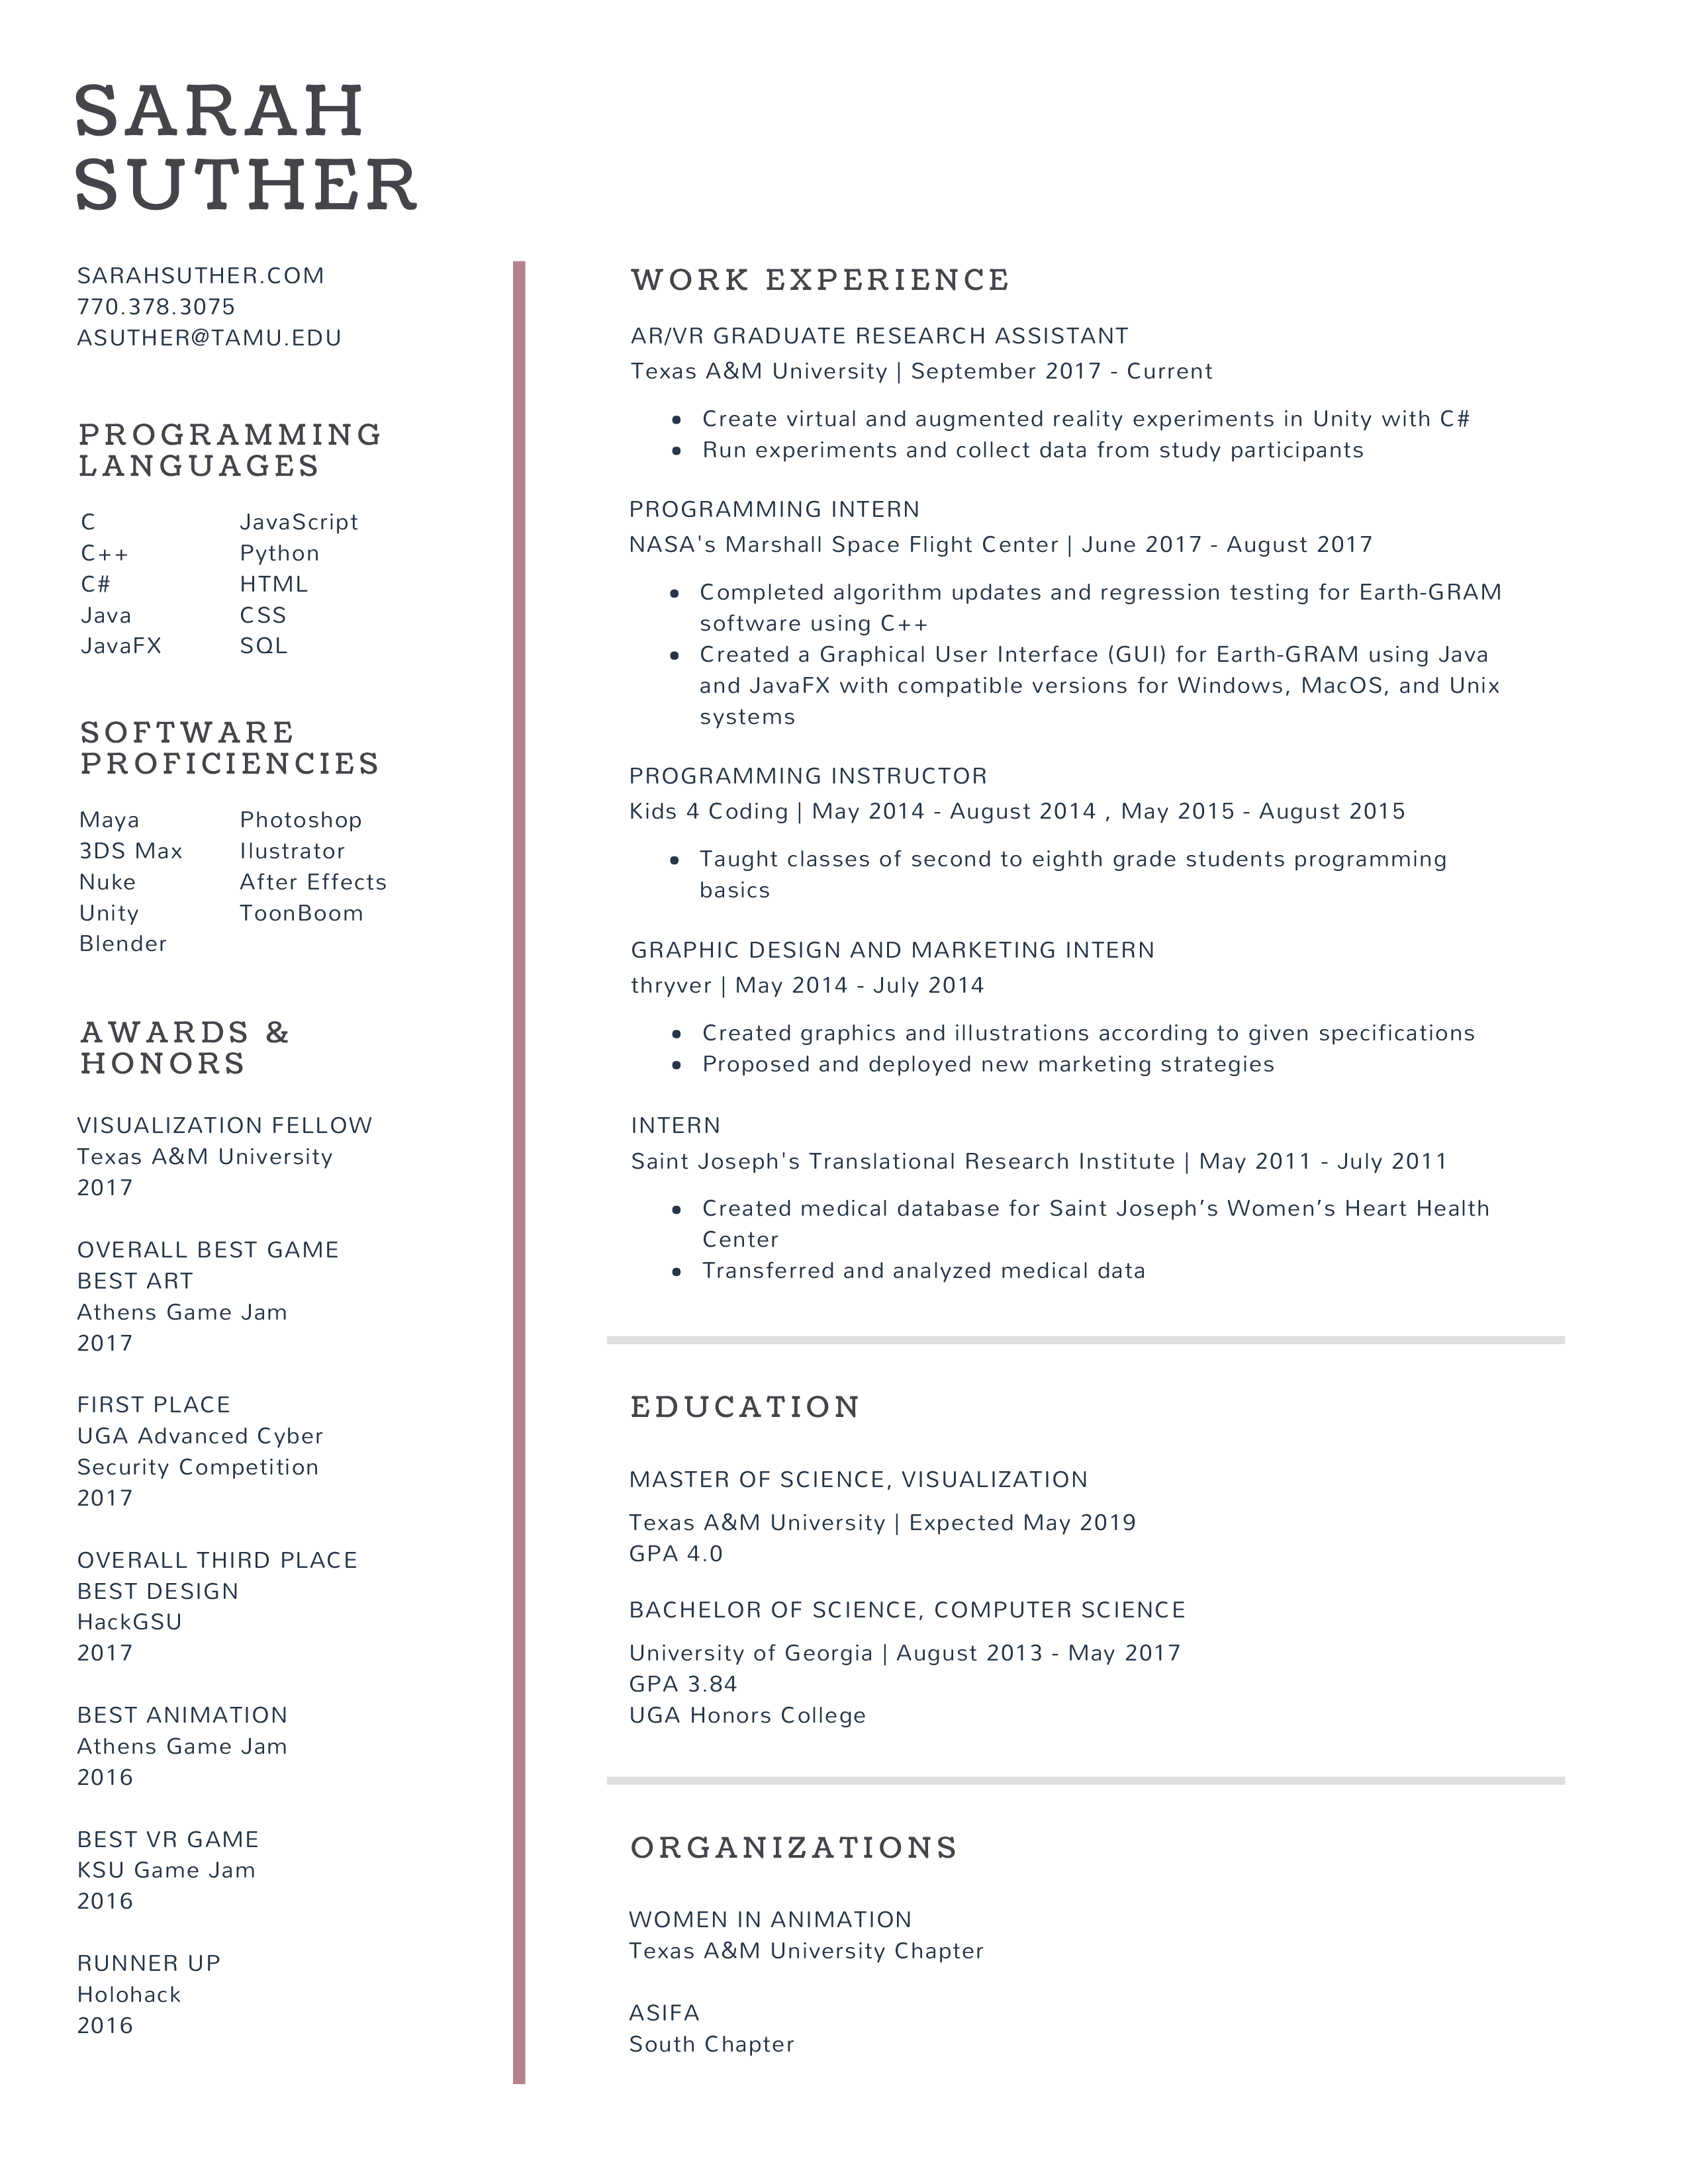 SARAH
SUTHER
SARAHSUTHER.COM
770.378.3075
ASUTHER@TAMU.EDU
PROGRAMMING
LANGUAGES
C
C++
C#
Java
JavaFX
JavaScript
Python
HTML
CSS
SQL
SOFTWARE
PROFICIENCIES
Maya
3DS Max
Nuke
Unity
Blender
Photoshop
Ilustrator
After Effects
ToonBoom
AWARDS &
HONORS
VISUALIZATION FELLOW
Texas A&M University
2017
OVERALL BEST GAME
BEST ART
Athens Game Jam
2017
FIRST PLACE
UGA Advanced Cyber
Security Competition
2017
OVERALL THIRD PLACE
BEST DESIGN
HackGSU
2017
BEST ANIMATION
Athens Game Jam
2016
BEST VR GAME
KSU Game Jam
2016
RUNNER UP
Holohack
2016
WORK EXPERIENCE
AR/VR GRADUATE RESEARCH ASSISTANT
Texas A&M University | September 2017 - Current
• Create virtual and augmented reality experiments in Unity with C#
• Run experiments and collect data from study participants
PROGRAMMING INTERN
NASA's Marshall Space Flight Center | June 2017 - August 2017
• Completed algorithm updates and regression testing for Earth-GRAM
software using C++
• Created a Graphical User Interface (GUI) for Earth-GRAM using Java
and JavaFX with compatible versions for Windows, MacOS, and Unix
systems
PROGRAMMING INSTRUCTOR
Kids 4 Coding | May 2014 - August 2014 , May 2015 - August 2015
• Taught classes of second to eighth grade students programming
basics
GRAPHIC DESIGN AND MARKETING INTERN
thryver | May 2014 - July 2014
• Created graphics and illustrations according to given specifications
• Proposed and deployed new marketing strategies
INTERN
Saint Joseph's Translational Research Institute | May 2011 - July 2011
• Created medical database for Saint Joseph’s Women’s Heart Health
Center
• Transferred and analyzed medical data
EDUCATION
MASTER OF SCIENCE, VISUALIZATION
Texas A&M University | Expected May 2019
GPA 4.0
BACHELOR OF SCIENCE, COMPUTER SCIENCE
University of Georgia | August 2013 - May 2017
GPA 3.84
UGA Honors College
ORGANIZATIONS
WOMEN IN ANIMATION
Texas A&M University Chapter
ASIFA
South Chapter